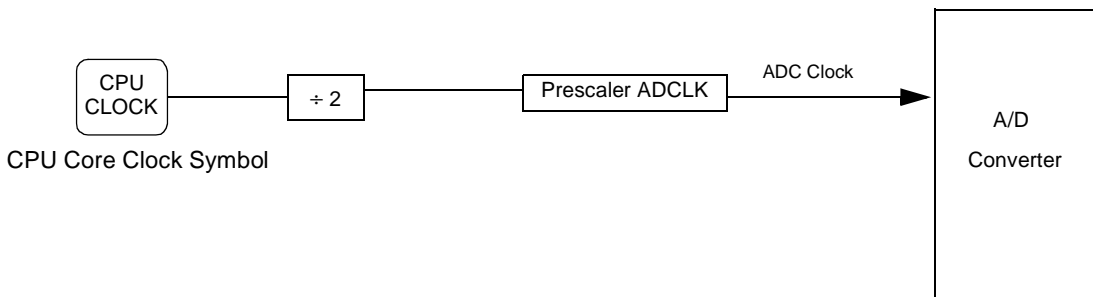 CPU
CLOCK
CPU Core Clock Symbol
÷ 2
Prescaler ADCLK
ADC Clock
A/D
Converter